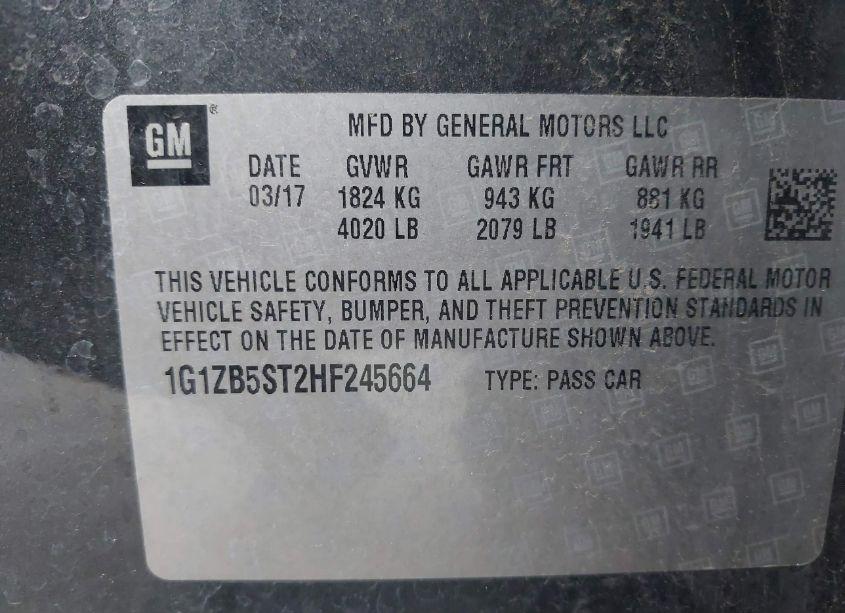 GM ®
MFD BY GENERAL MOTORS LLC
DATE GVWR GAWR FRT GAWR RR
03/17 1824 KG 943 KG 881 KG
4020 LB 2079 LB 1941 LB
THIS VEHICLE CONFORMS TO ALL APPLICABLE U.S. FEDERAL MOTOR
VEHICLE SAFETY, BUMPER, AND THEFT PREVENTION STANDARDS IN
EFFECT ON THE DATE OF MANUFACTURE SHOWN ABOVE.
1G1ZB5ST2HF245664 TYPE: PASS CAR